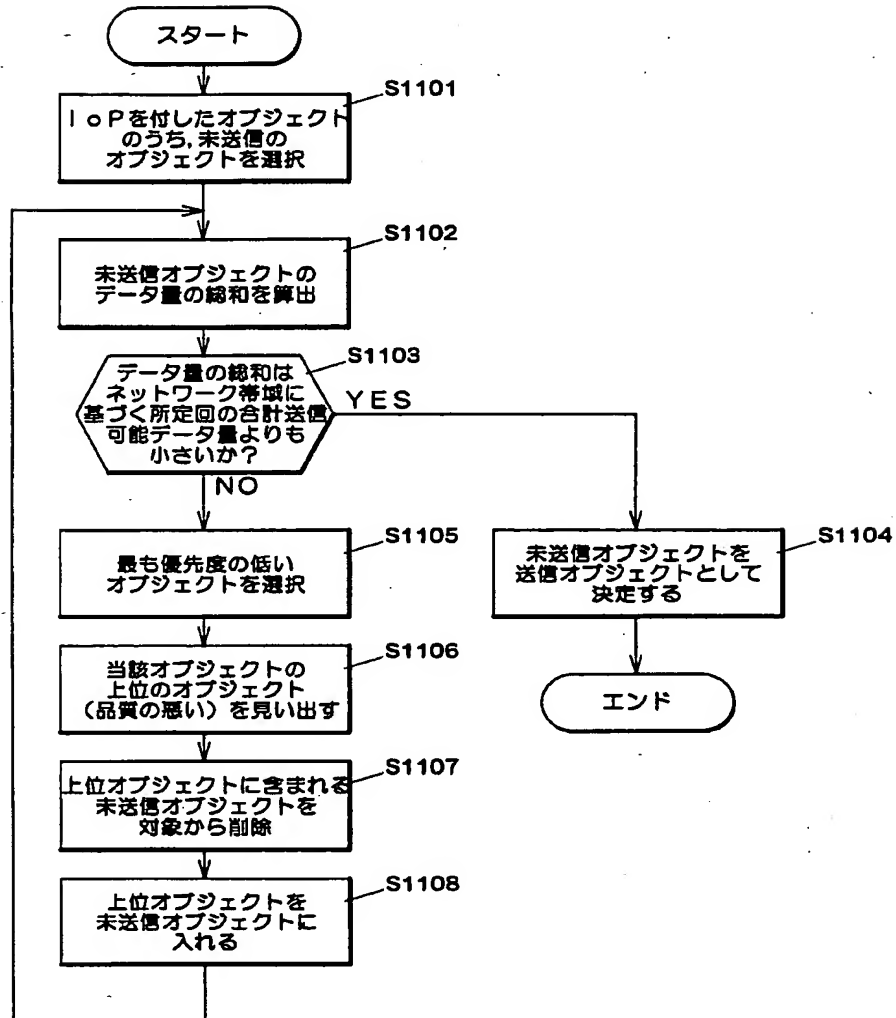 スタート
S1101
IoPを付したオブジェクト
のうち,未送信の
オブジェクトを選択
S1102
未送信オブジェクトの
データ量の総和を算出
S1103
データ量の総和は
ネットワーク帯域に
基づく所定回の合計送信
可能データ量よりも
小さいか?
YES
NO
S1105
最も優先度の低い
オブジェクトを選択
S1104
未送信オブジェクトを
送信オブジェクトとして
決定する
S1106
当該オブジェクトの
上位のオブジェクト
(品質の悪い)を見い出す
エンド
S1107
上位オブジェクトに含まれる
未送信オブジェクトを
対象から削除
S1108
上位オブジェクトを
未送信オブジェクトに
入れる